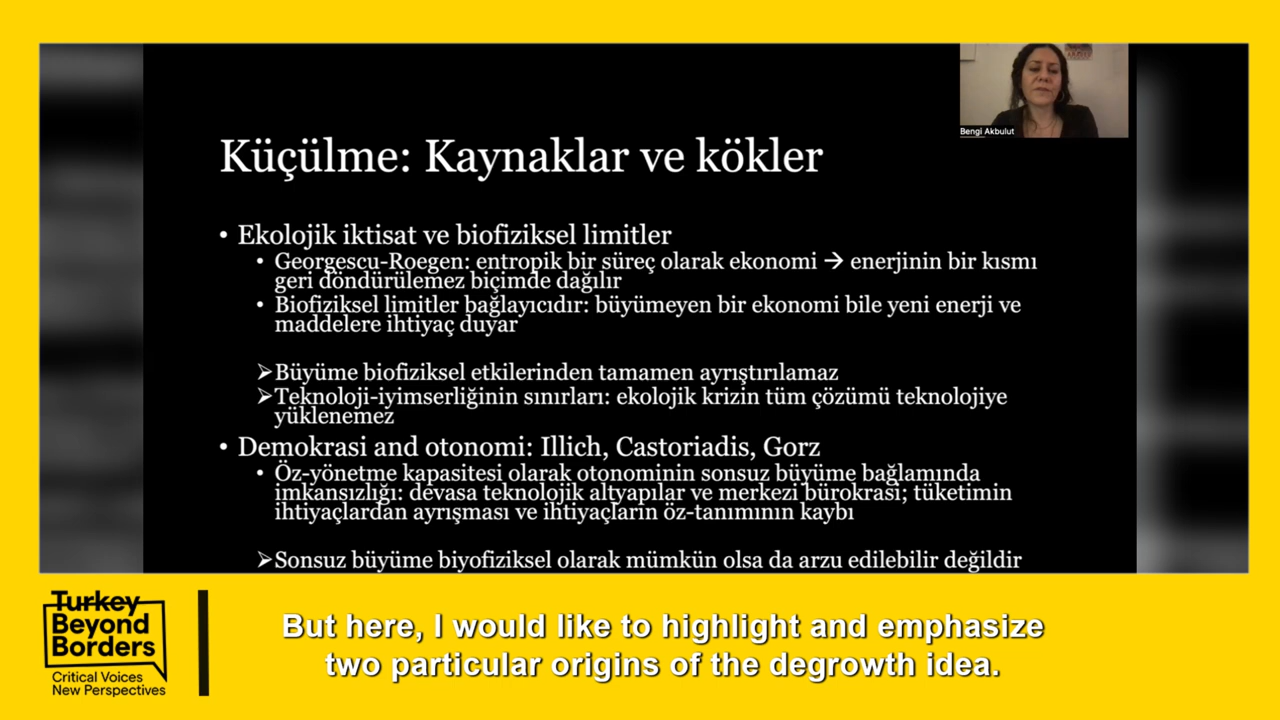 Bengi Akbulut
Küçülme: Kaynaklar ve kökler
• Ekolojik iktisat ve biofiziksel limitler
• Georgescu-Roegen: entropik bir süreç olarak ekonomi → enerjinin bir kısmı
geri döndürülemez biçimde dağılır
• Biofiziksel limitler bağlayıcıdır: büyümeyen bir ekonomi bile yeni enerji ve
maddelere ihtiyaç duyar
➢Büyüme biofiziksel etkilerinden tamamen ayrıştırılamaz
➢Teknoloji-iyimserliğinin sınırları: ekolojik krizin tüm çözümü teknolojiye
yüklenemez
• Demokrasi and otonomi: Illich, Castoriadis, Gorz
• Öz-yönetme kapasitesi olarak otonominin sonsuz büyüme bağlamında
imkansızlığı: devasa teknolojik altyapılar ve merkezi bürokrasi; tüketimin
ihtiyaçlardan ayrışması ve ihtiyaçların öz-tanımının kaybı
➢Sonsuz büyüme biyofiziksel olarak mümkün olsa da arzu edilebilir değildir
Turkey
Beyond
Borders
Critical Voices
New Perspectives
But here, I would like to highlight and emphasize
two particular origins of the degrowth idea.